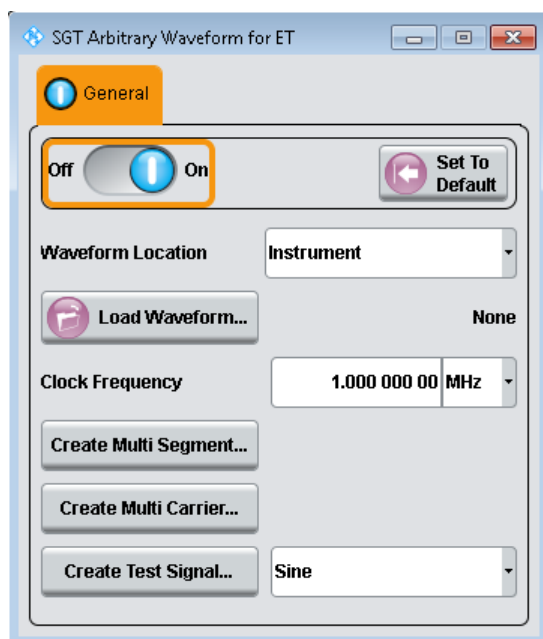 SGT Arbitrary Waveform for ET
General
Off On Set To Default
Waveform Location Instrument
Load Waveform... None
Clock Frequency 1.000 000 00 MHz
Create Multi Segment...
Create Multi Carrier...
Create Test Signal... Sine